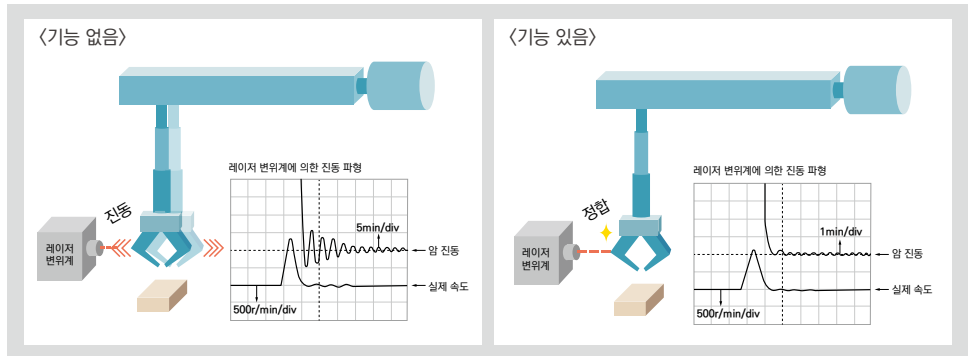 〈기능 없음〉
진동
레이저
변위계
레이저 변위계에 의한 진동 파형
5min/div
암 진동
실제 속도
500r/min/div
〈기능 있음〉
정합
레이저
변위계
레이저 변위계에 의한 진동 파형
1min/div
암 진동
실제 속도
500r/min/div